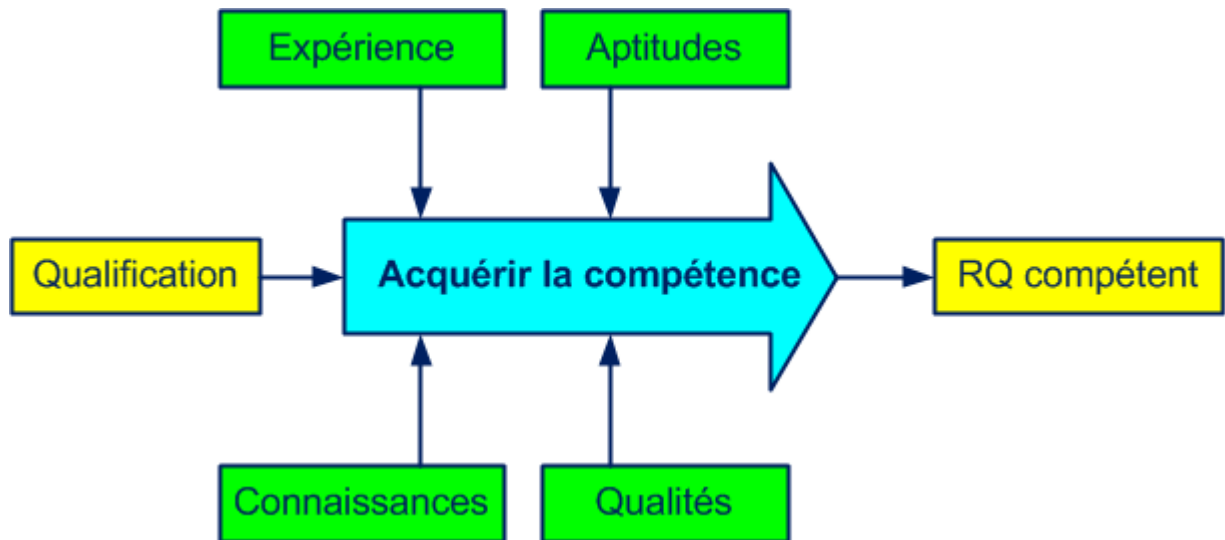 Expérience
Aptitudes
Qualification
Acquérir la compétence
RQ compétent
Connaissances
Qualités